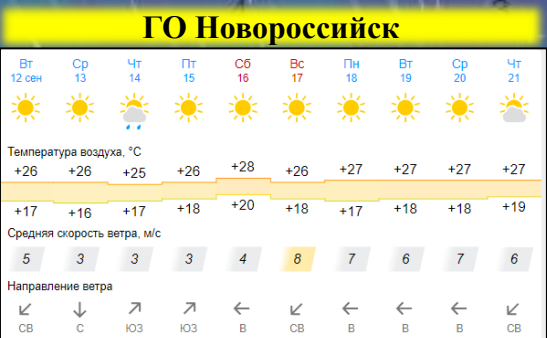 ГО Новороссийск
Вт Ср Чт Пт Сб Вс Пн Вт Ср Чт
12 сен 13 14 15 16 17 18 19 20 21
Температура воздуха, °C
+26 +26 +25 +26 +28 +26 +27 +27 +27 +27
+17 +16 +17 +18 +20 +18 +17 +18 +18 +19
Средняя скорость ветра, м/с
5 3 3 3 4 8 7 6 7 6
Направление ветра
СВ С ЮЗ ЮЗ В СВ В В В СВ